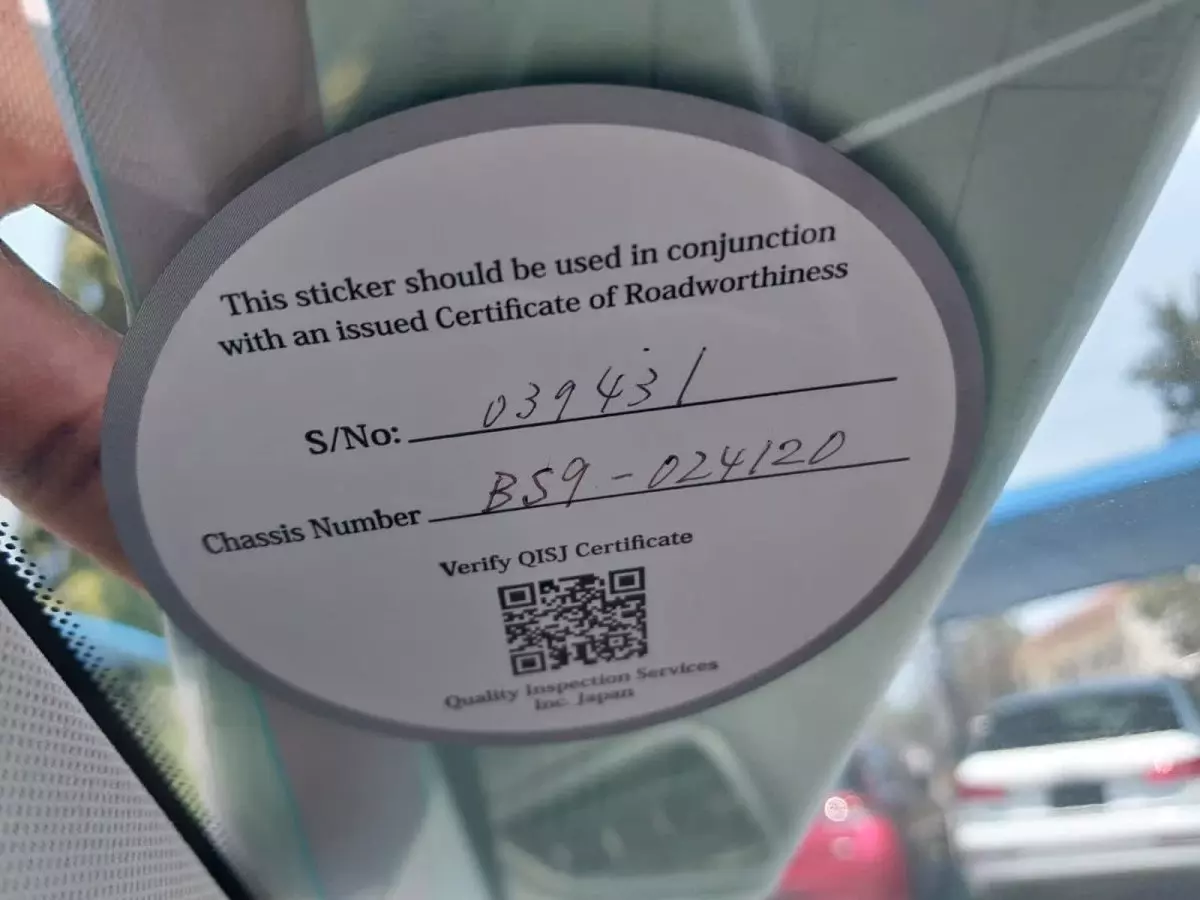 This sticker should be used in conjunction
with an issued Certificate of Roadworthiness
S/No: 039431
Chassis Number BS9-024120
Verify QISJ Certificate
Quality Inspection Services
Inc. Japan